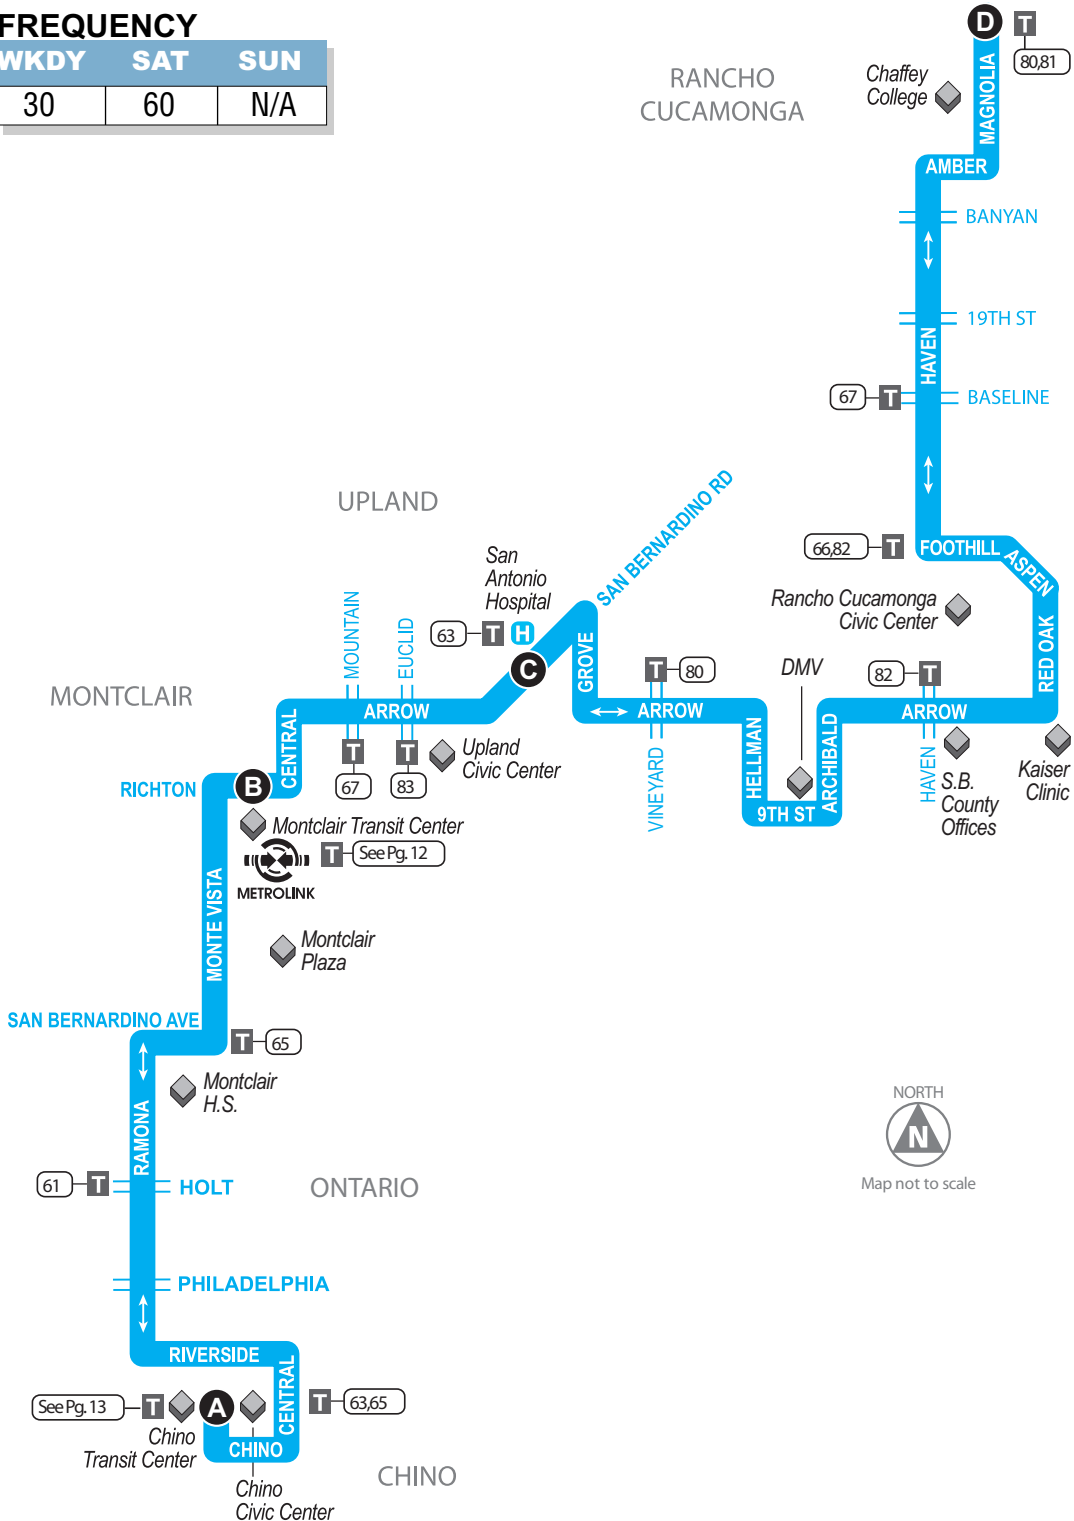 FREQUENCY
WKDY SAT SUN
30 60 N/A
D T
80,81
RANCHO
CUCAMONGA
Chaffey
College
MAGNOLIA
AMBER
BANYAN
19TH ST
HAVEN
67 T
BASELINE
UPLAND
SAN BERNARDINO RD
66,82 T
FOOTHILL
ASPEN
San
Antonio
Hospital
63 T H
C
MOUNTAIN
EUCLID
GROVE
Rancho Cucamonga
Civic Center
RED OAK
DMV
T 80
82 T
MONTCLAIR
CENTRAL
ARROW
ARROW
ARROW
T
67
T
83
Upland
Civic Center
VINEYARD
HELLMAN
9TH ST
ARCHIBALD
HAVEN
S.B.
County
Offices
Kaiser
Clinic
RICHTON
B
Montclair Transit Center
T See Pg. 12
METROLINK
MONTE VISTA
Montclair
Plaza
SAN BERNARDINO AVE
T 65
Montclair
H.S.
RAMONA
NORTH
N
Map not to scale
61 T
HOLT
ONTARIO
PHILADELPHIA
RIVERSIDE
CENTRAL
See Pg. 13 T
A
T 63,65
Chino
Transit Center
CHINO
CHINO
Chino
Civic Center